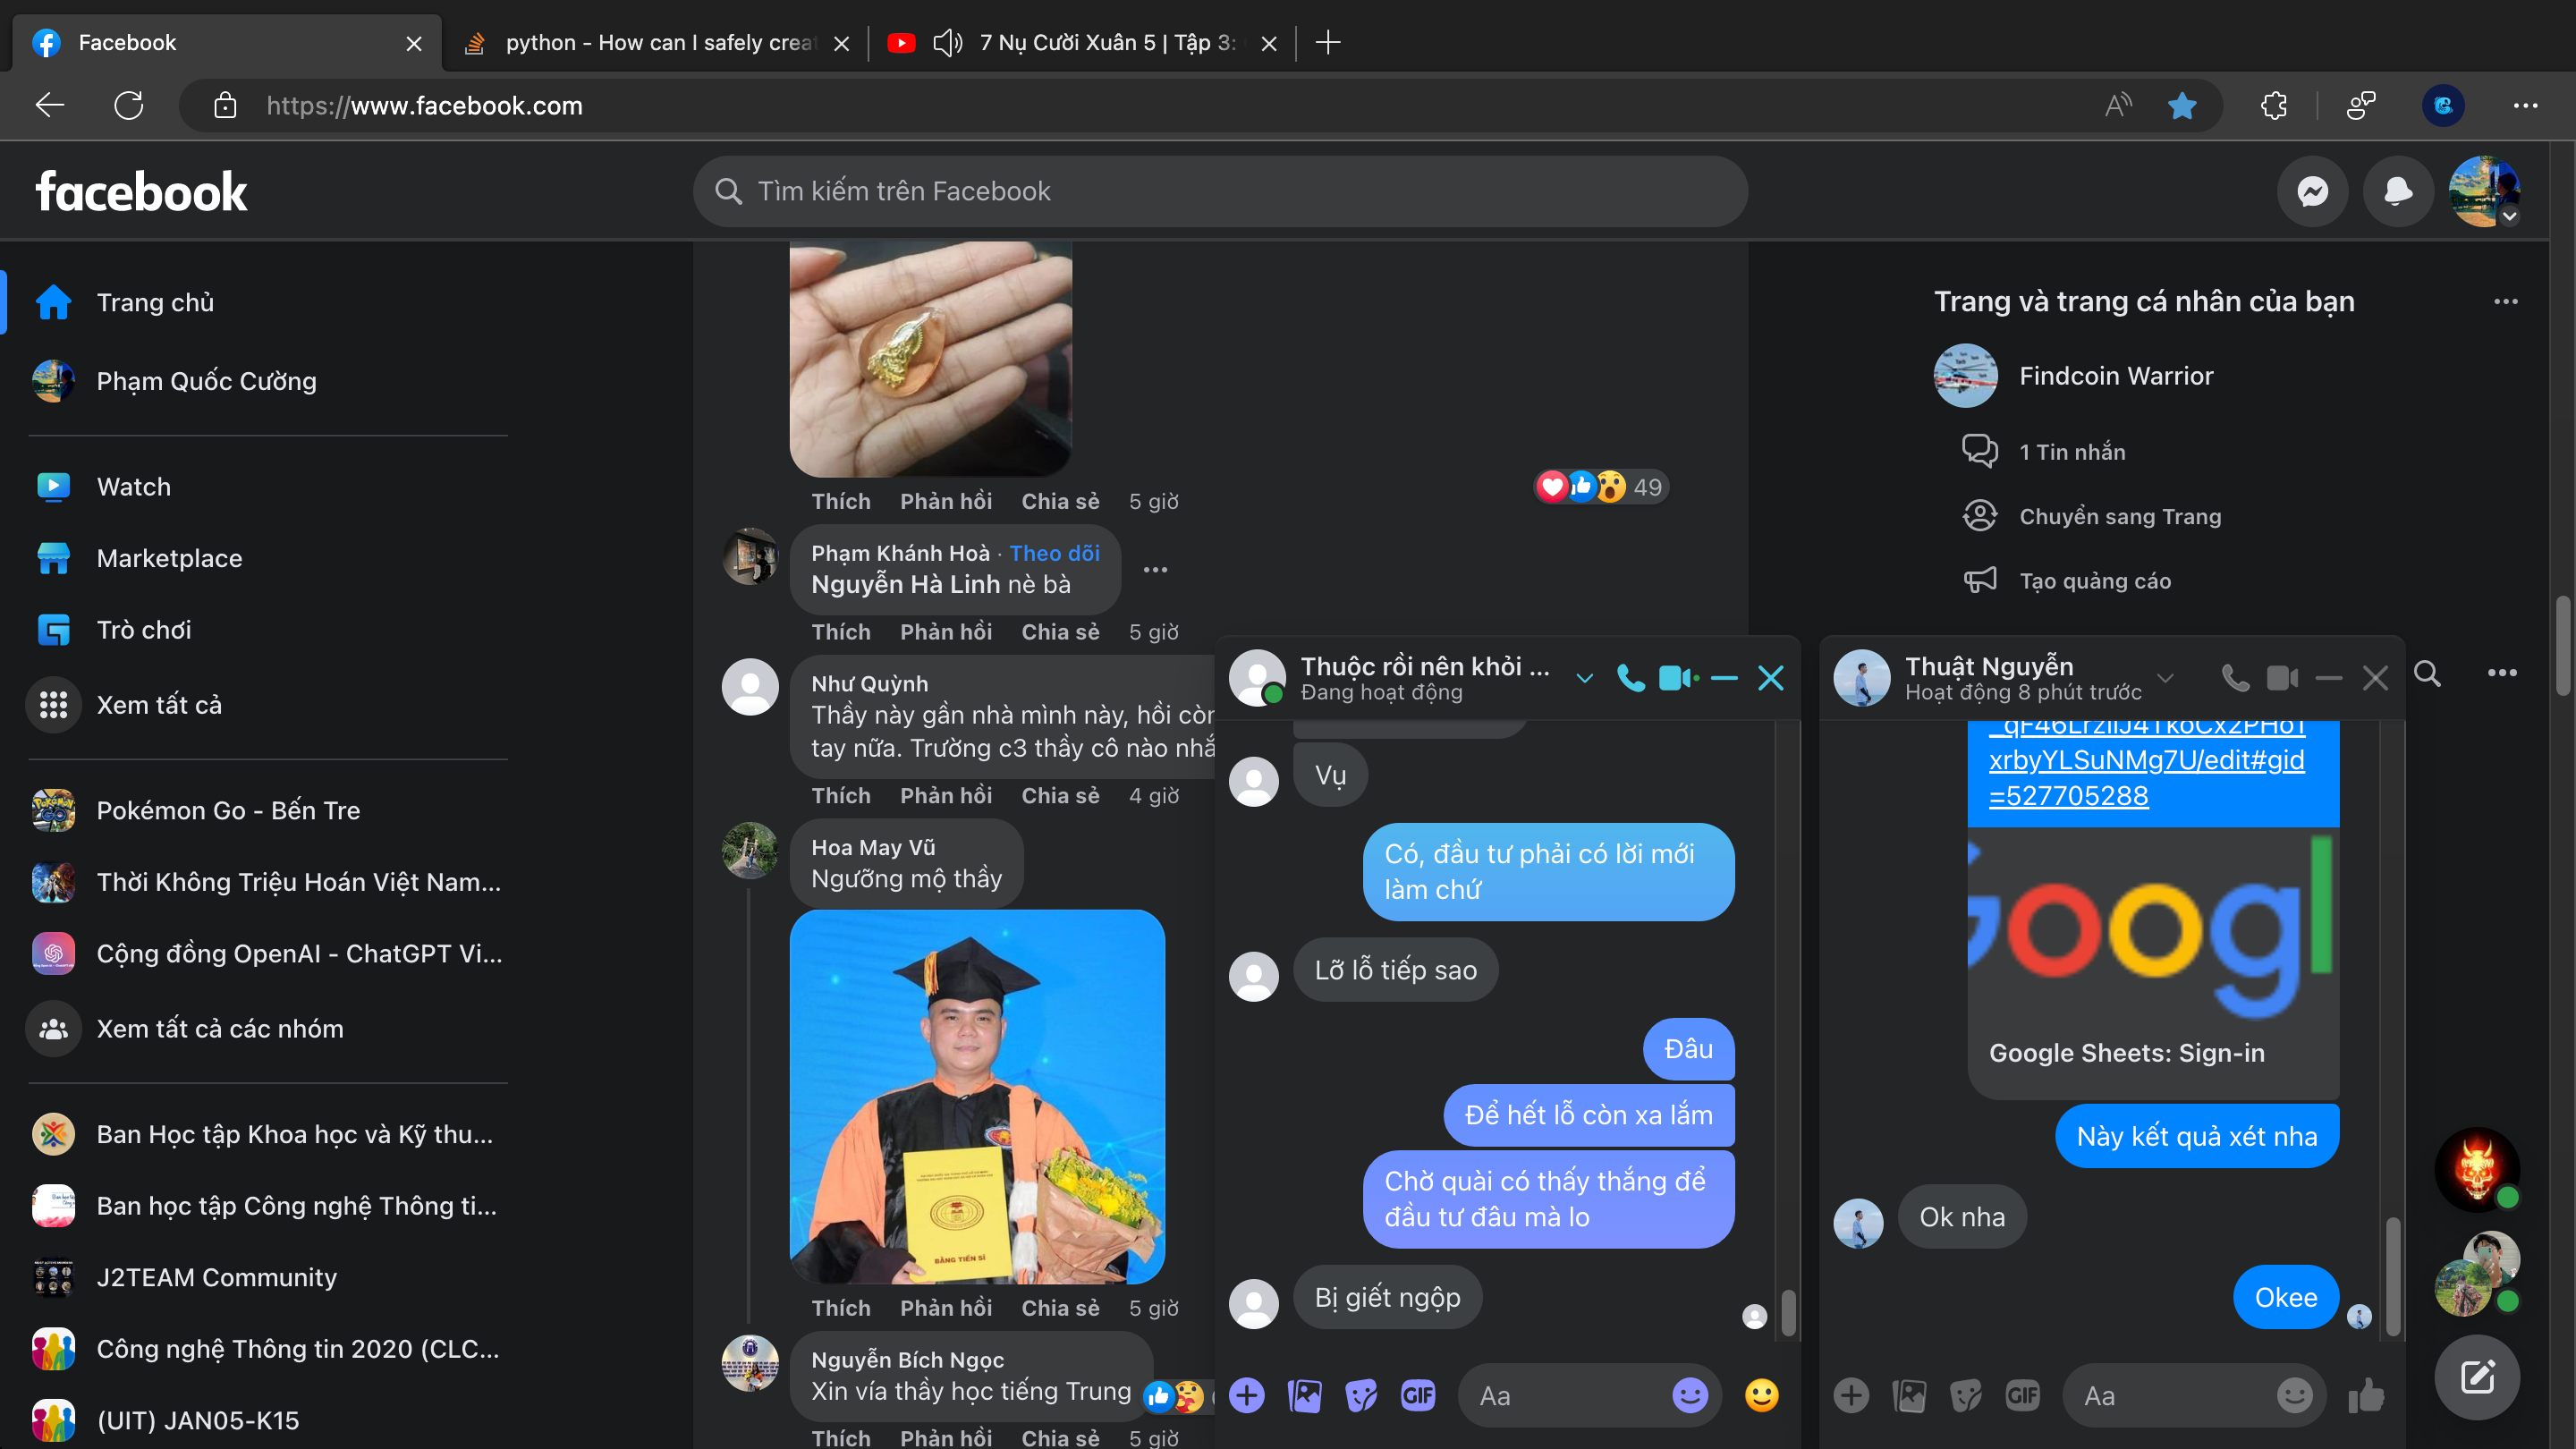 Facebook
python - How can I safely creat
7 Nụ Cười Xuân 5 | Tập 3:
https://www.facebook.com
facebook
Tìm kiếm trên Facebook
Trang chủ
Phạm Quốc Cường
Watch
Marketplace
Trò chơi
Xem tất cả
Pokémon Go - Bến Tre
Thời Không Triệu Hoán Việt Nam...
Cộng đồng OpenAI - ChatGPT Vi...
Xem tất cả các nhóm
Ban Học tập Khoa học và Kỹ thu...
Ban học tập Công nghệ Thông ti...
J2TEAM Community
Công nghệ Thông tin 2020 (CLC...
(UIT) JAN05-K15
Thích Phản hồi Chia sẻ 5 giờ
49
Phạm Khánh Hoà · Theo dõi
Nguyễn Hà Linh nè bà
Thích Phản hồi Chia sẻ 5 giờ
Như Quỳnh
Thầy này gần nhà mình này, hồi còn
tay nữa. Trường c3 thầy cô nào nhắ
Thích Phản hồi Chia sẻ 4 giờ
Hoa May Vũ
Ngưỡng mộ thầy
BẰNG TIẾN SĨ
Thích Phản hồi Chia sẻ 5 giờ
Nguyễn Bích Ngọc
Xin vía thầy học tiếng Trung
Thích Phản hồi Chia sẻ 5 giờ
Trang và trang cá nhân của bạn
Findcoin Warrior
1 Tin nhắn
Chuyển sang Trang
Tạo quảng cáo
Thuộc rồi nên khỏi ...
Đang hoạt động
Vụ
Có, đầu tư phải có lời mới
làm chứ
Lỡ lỗ tiếp sao
Đâu
Để hết lỗ còn xa lắm
Chờ quài có thấy thắng để
đầu tư đâu mà lo
Bị giết ngộp
GIF
Aa
Thuật Nguyễn
Hoạt động 8 phút trước
xrbyYLSuNMg7U/edit#gid
=527705288
Googl
Google Sheets: Sign-in
Này kết quả xét nha
Ok nha
Okee
GIF
Aa